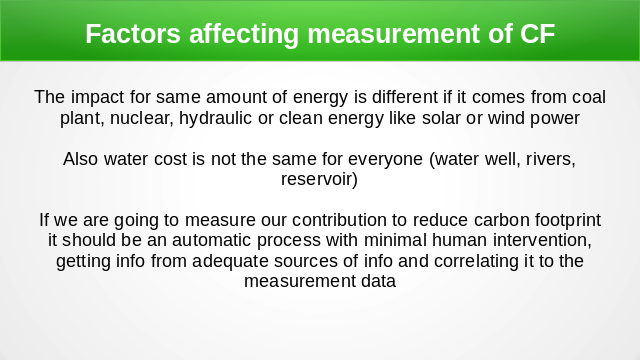 Factors affecting measurement of CF
The impact for same amount of energy is different if it comes from coal
plant, nuclear, hydraulic or clean energy like solar or wind power
Also water cost is not the same for everyone (water well, rivers,
reservoir)
If we are going to measure our contribution to reduce carbon footprint
it should be an automatic process with minimal human intervention,
getting info from adequate sources of info and correlating it to the
measurement data